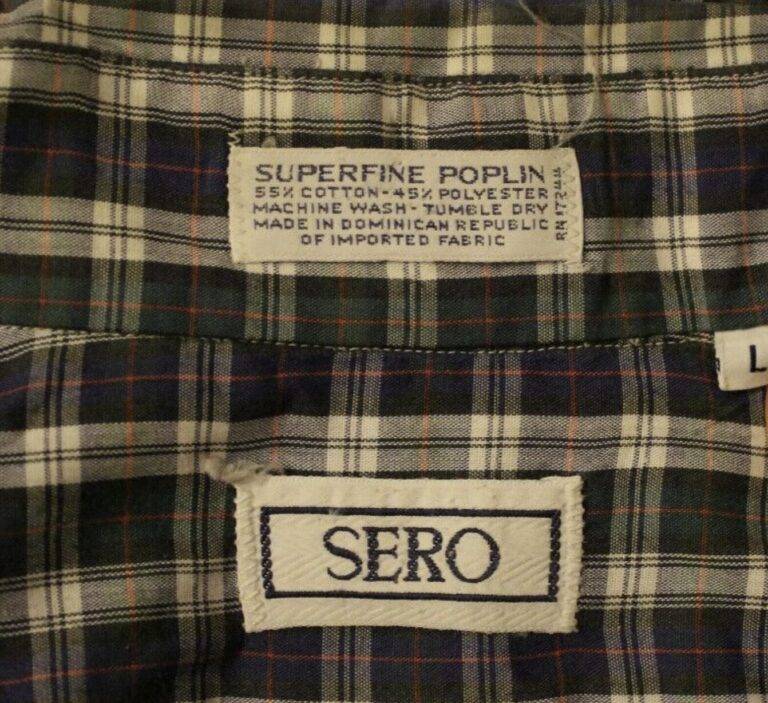 SUPERFINE POPLIN
55% COTTON-45% POLYESTER
MACHINE WASH-TUMBLE DRY
MADE IN DOMINICAN REPUBLIC
OF IMPORTED FABRIC
L
SERO